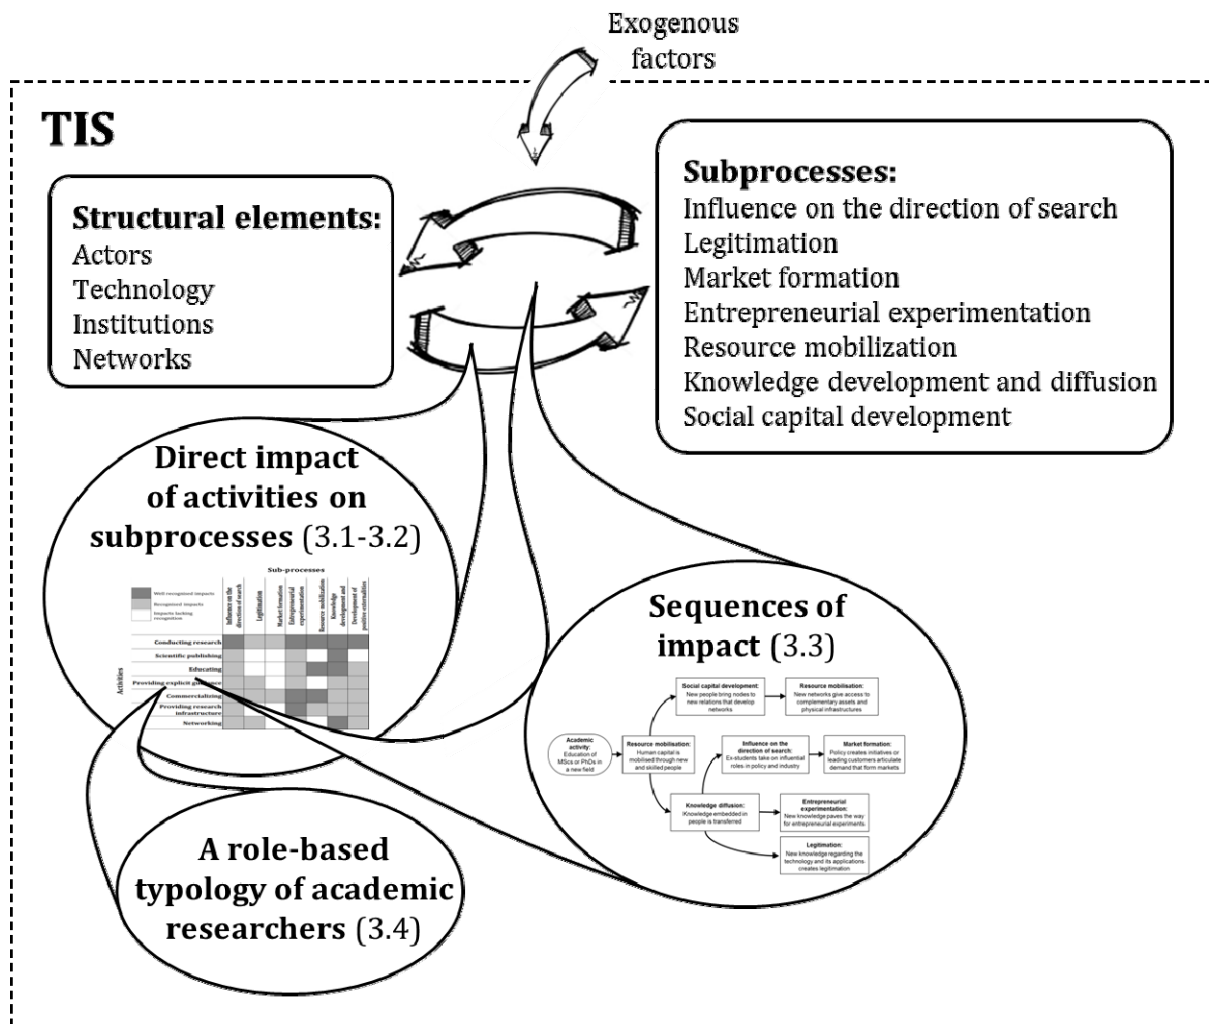 Exogenous
factors
TIS
Structural elements:
Actors
Technology
Institutions
Networks
Subprocesses:
Influence on the direction of search
Legitimation
Market formation
Entrepreneurial experimentation
Resource mobilization
Knowledge development and diffusion
Social capital development
Direct impact
of activities on
subprocesses (3.1-3.2)
Sub-processes
Well recognized impacts
Recognized impacts
Impacts lacking
recognition
Influence on the
direction of search
Legitimation
Market formation
Entrepreneurial
experimentation
Resource mobilization
Knowledge
development and
Development of
positive externalities
Activities
Conducting research
Scientific publishing
Educating
Providing explicit guidance
Commercializing
Providing research
infrastructure
Networking
Sequences of
impact (3.3)
Social capital development:
New people bring nodes to
new relations that develop
networks
Resource mobilisation:
New networks give access to
complementary assets and
physical infrastructures
Academic
activity:
Education of
MScs or PhDs in
a new field
Resource mobilisation:
Human capital is
mobilised through new
and skilled people
Influence on the
direction of search:
Ex-students take on influential
roles in policy and industry
Market formation:
Policy creates initiatives or
leading customers articulate
demand that form markets
Knowledge diffusion:
Knowledge embedded in
people is transferred
Entrepreneurial
experimentation:
New knowledge paves the way
for entrepreneurial experiments
Legitimation:
New knowledge regarding the
technology and its applications
creates legitimation
A role-based
typology of academic
researchers (3.4)